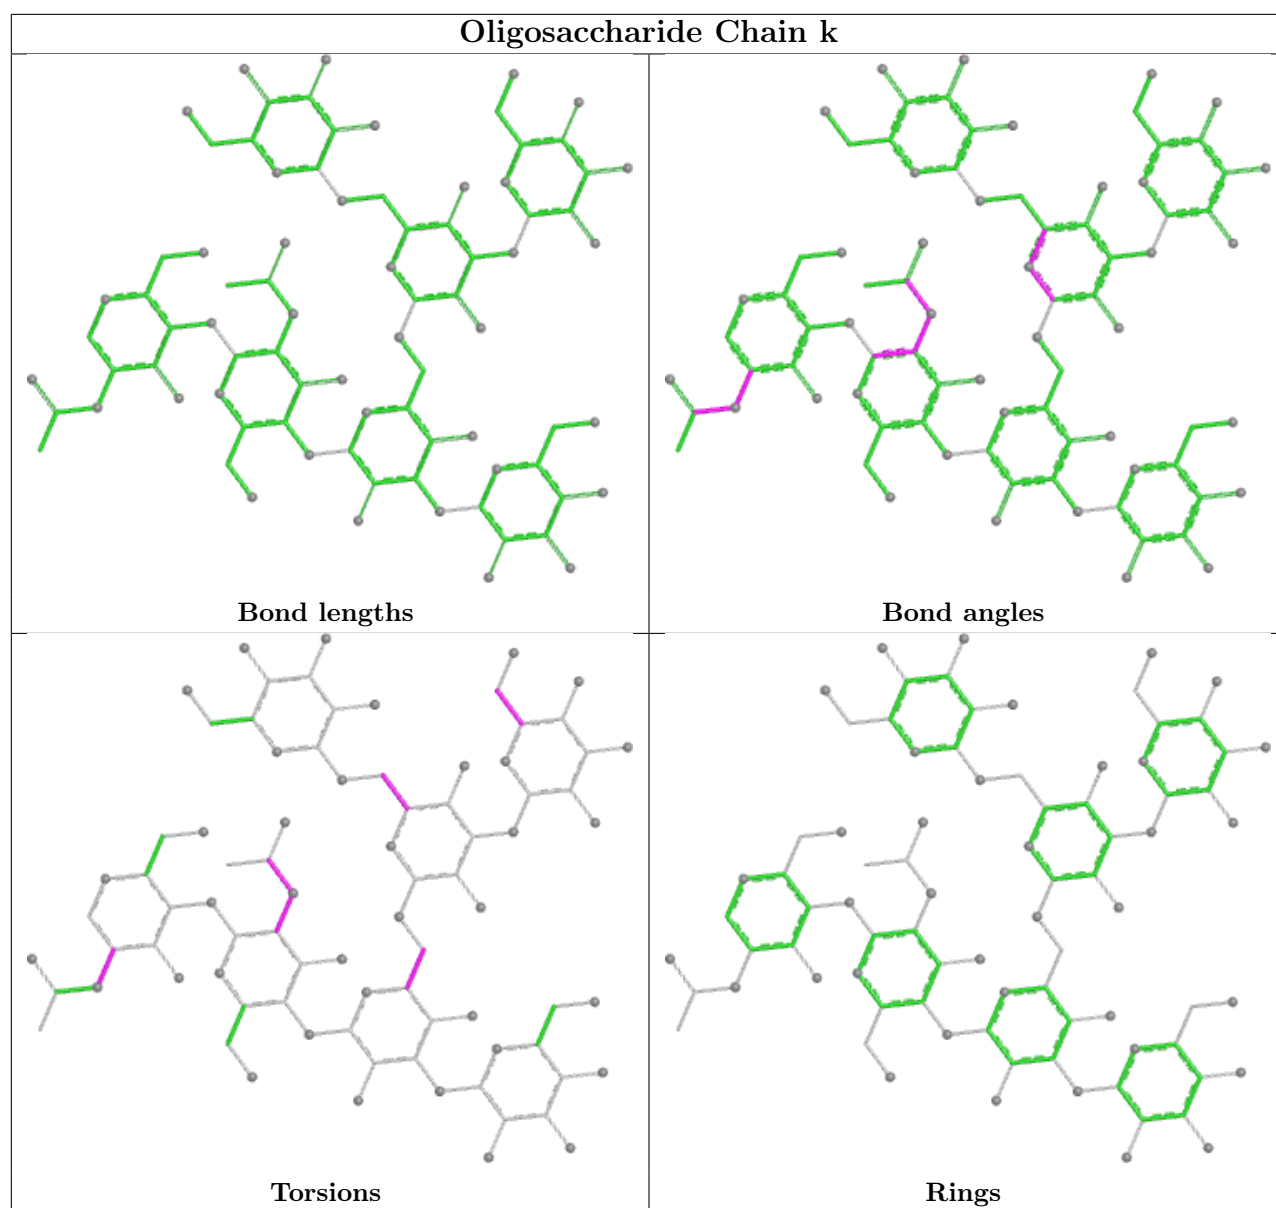 Oligosaccharide Chain k
Bond lengths
Bond angles
Torsions
Rings